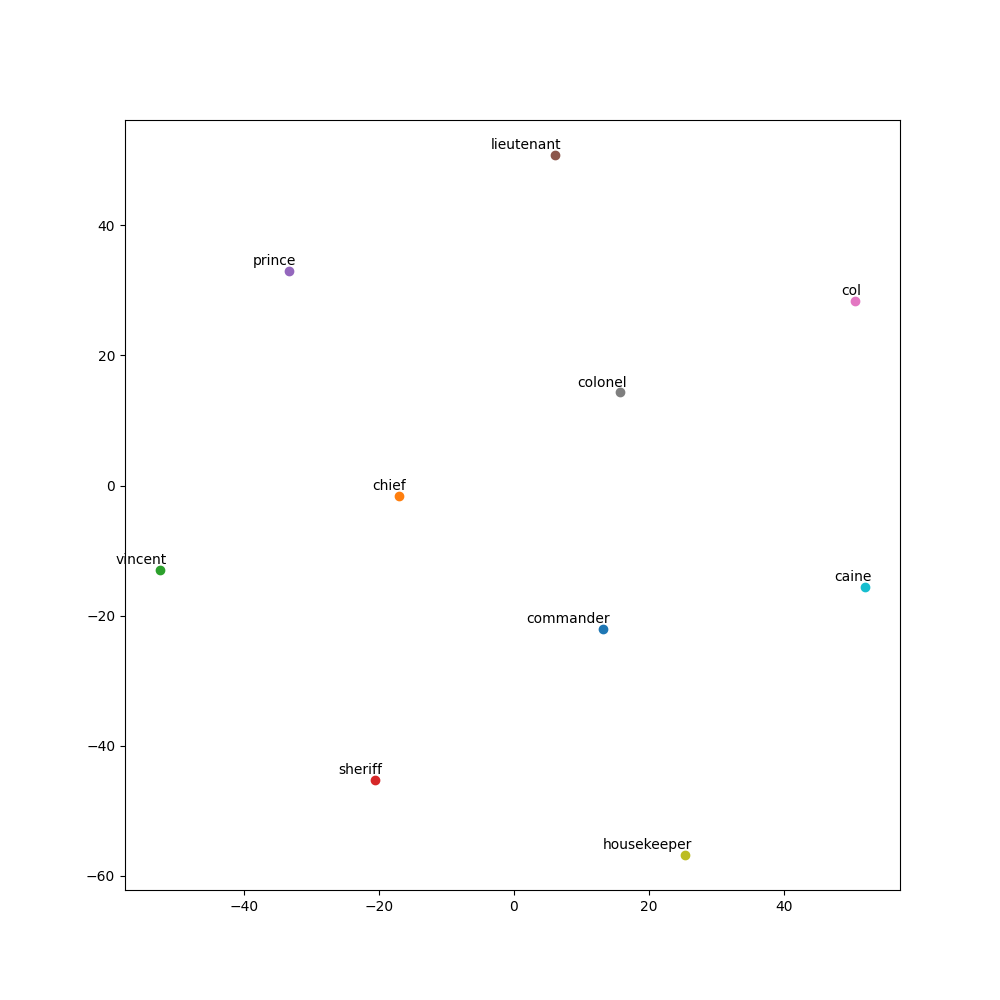 lieutenant
40
prince
col
20
colonel
0
chief
vincent
caine
−20
commander
−40
sheriff
housekeeper
−60
−40 −20 0 20 40